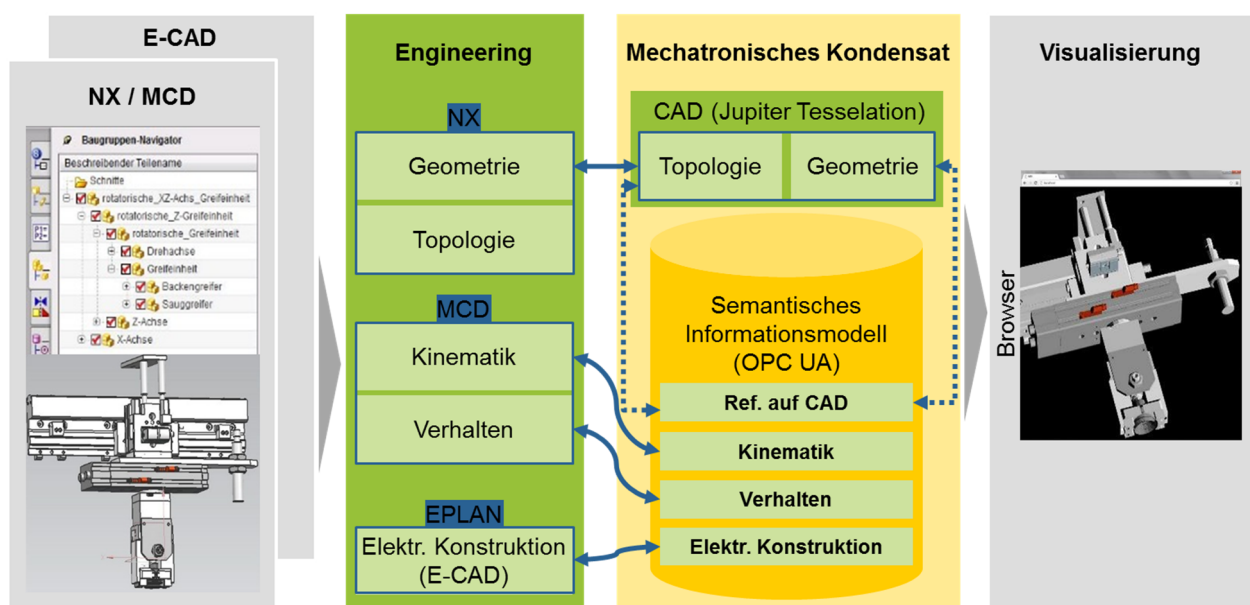 E-CAD
NX / MCD
Baugruppen-Navigator
Beschreibender Teilename
Schnitte
rotatorische_XZ-Achs_Greifeinheit
rotatorische_Z-Greifeinheit
rotatorische_Greifeinheit
Drehachse
Greifeinheit
Backengreifer
Sauggreifer
Z-Achse
X-Achse
Engineering
NX
Geometrie
Topologie
MCD
Kinematik
Verhalten
EPLAN
Elektr. Konstruktion
(E-CAD)
Mechatronisches Kondensat
CAD (Jupiter Tesselation)
Topologie
Geometrie
Semantisches
Informationsmodell
(OPC UA)
Ref. auf CAD
Kinematik
Verhalten
Elektr. Konstruktion
Visualisierung
Browser